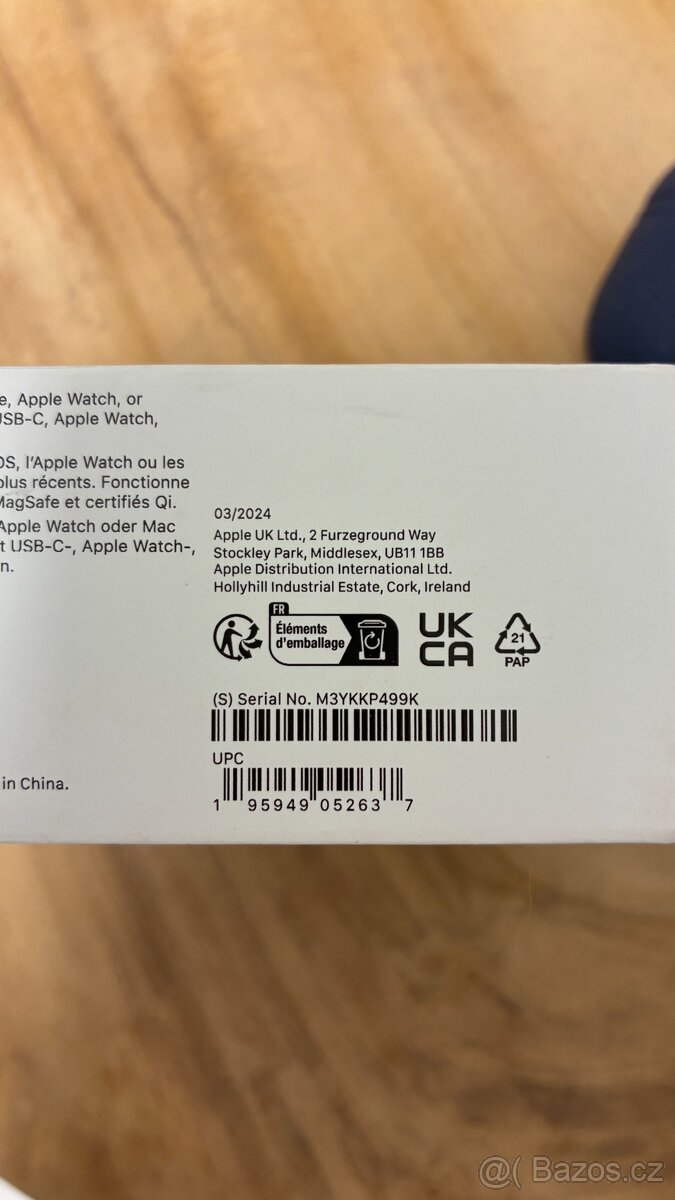 e, Apple Watch, or
USB-C, Apple Watch,
OS, l'Apple Watch ou les
plus récents. Fonctionne
MagSafe et certifiés Qi.
Apple Watch oder Mac
t USB-C-, Apple Watch-,
n.
in China.
03/2024
Apple UK Ltd., 2 Furzeground Way
Stockley Park, Middlesex, UB11 1BB
Apple Distribution International Ltd.
Hollyhill Industrial Estate, Cork, Ireland
FR
Éléments
d'emballage
UK
CA
21
PAP
(S) Serial No. M3YKKP499K
UPC
1 95949 05263 7
@( Bazos.cz